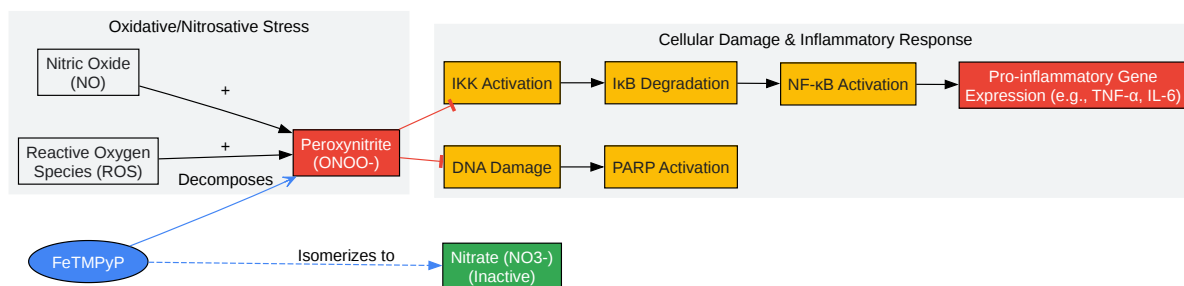 Oxidative/Nitrosative Stress
Nitric Oxide
(NO)
+
Reactive Oxygen
Species (ROS)
+
Peroxynitrite
(ONOO-)
Decomposes
FeTMPyP
Isomerizes to
Nitrate (NO3-)
(Inactive)
Cellular Damage & Inflammatory Response
IKK Activation
IκB Degradation
NF-κB Activation
Pro-inflammatory Gene
Expression (e.g., TNF-α, IL-6)
DNA Damage
PARP Activation